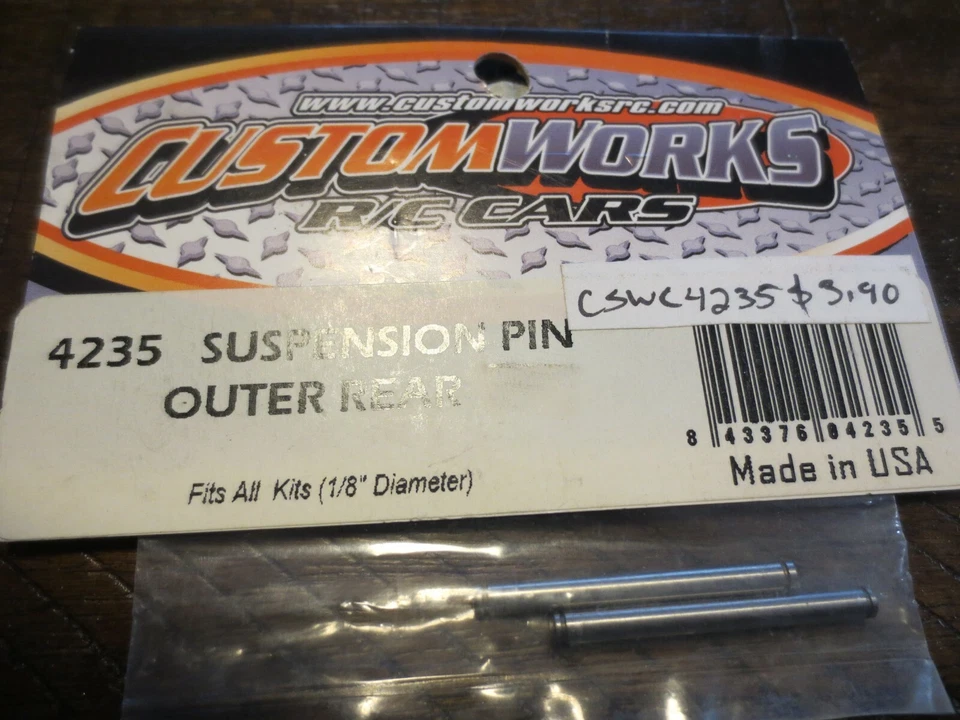 www.customworksrc.com
CUSTOMWORKS
R/C CARS
CSWC4235 $3.90
4235 SUSPENSION PIN
OUTER REAR
8 43376 04235 5
Made in USA
Fits All Kits (1/8" Diameter)